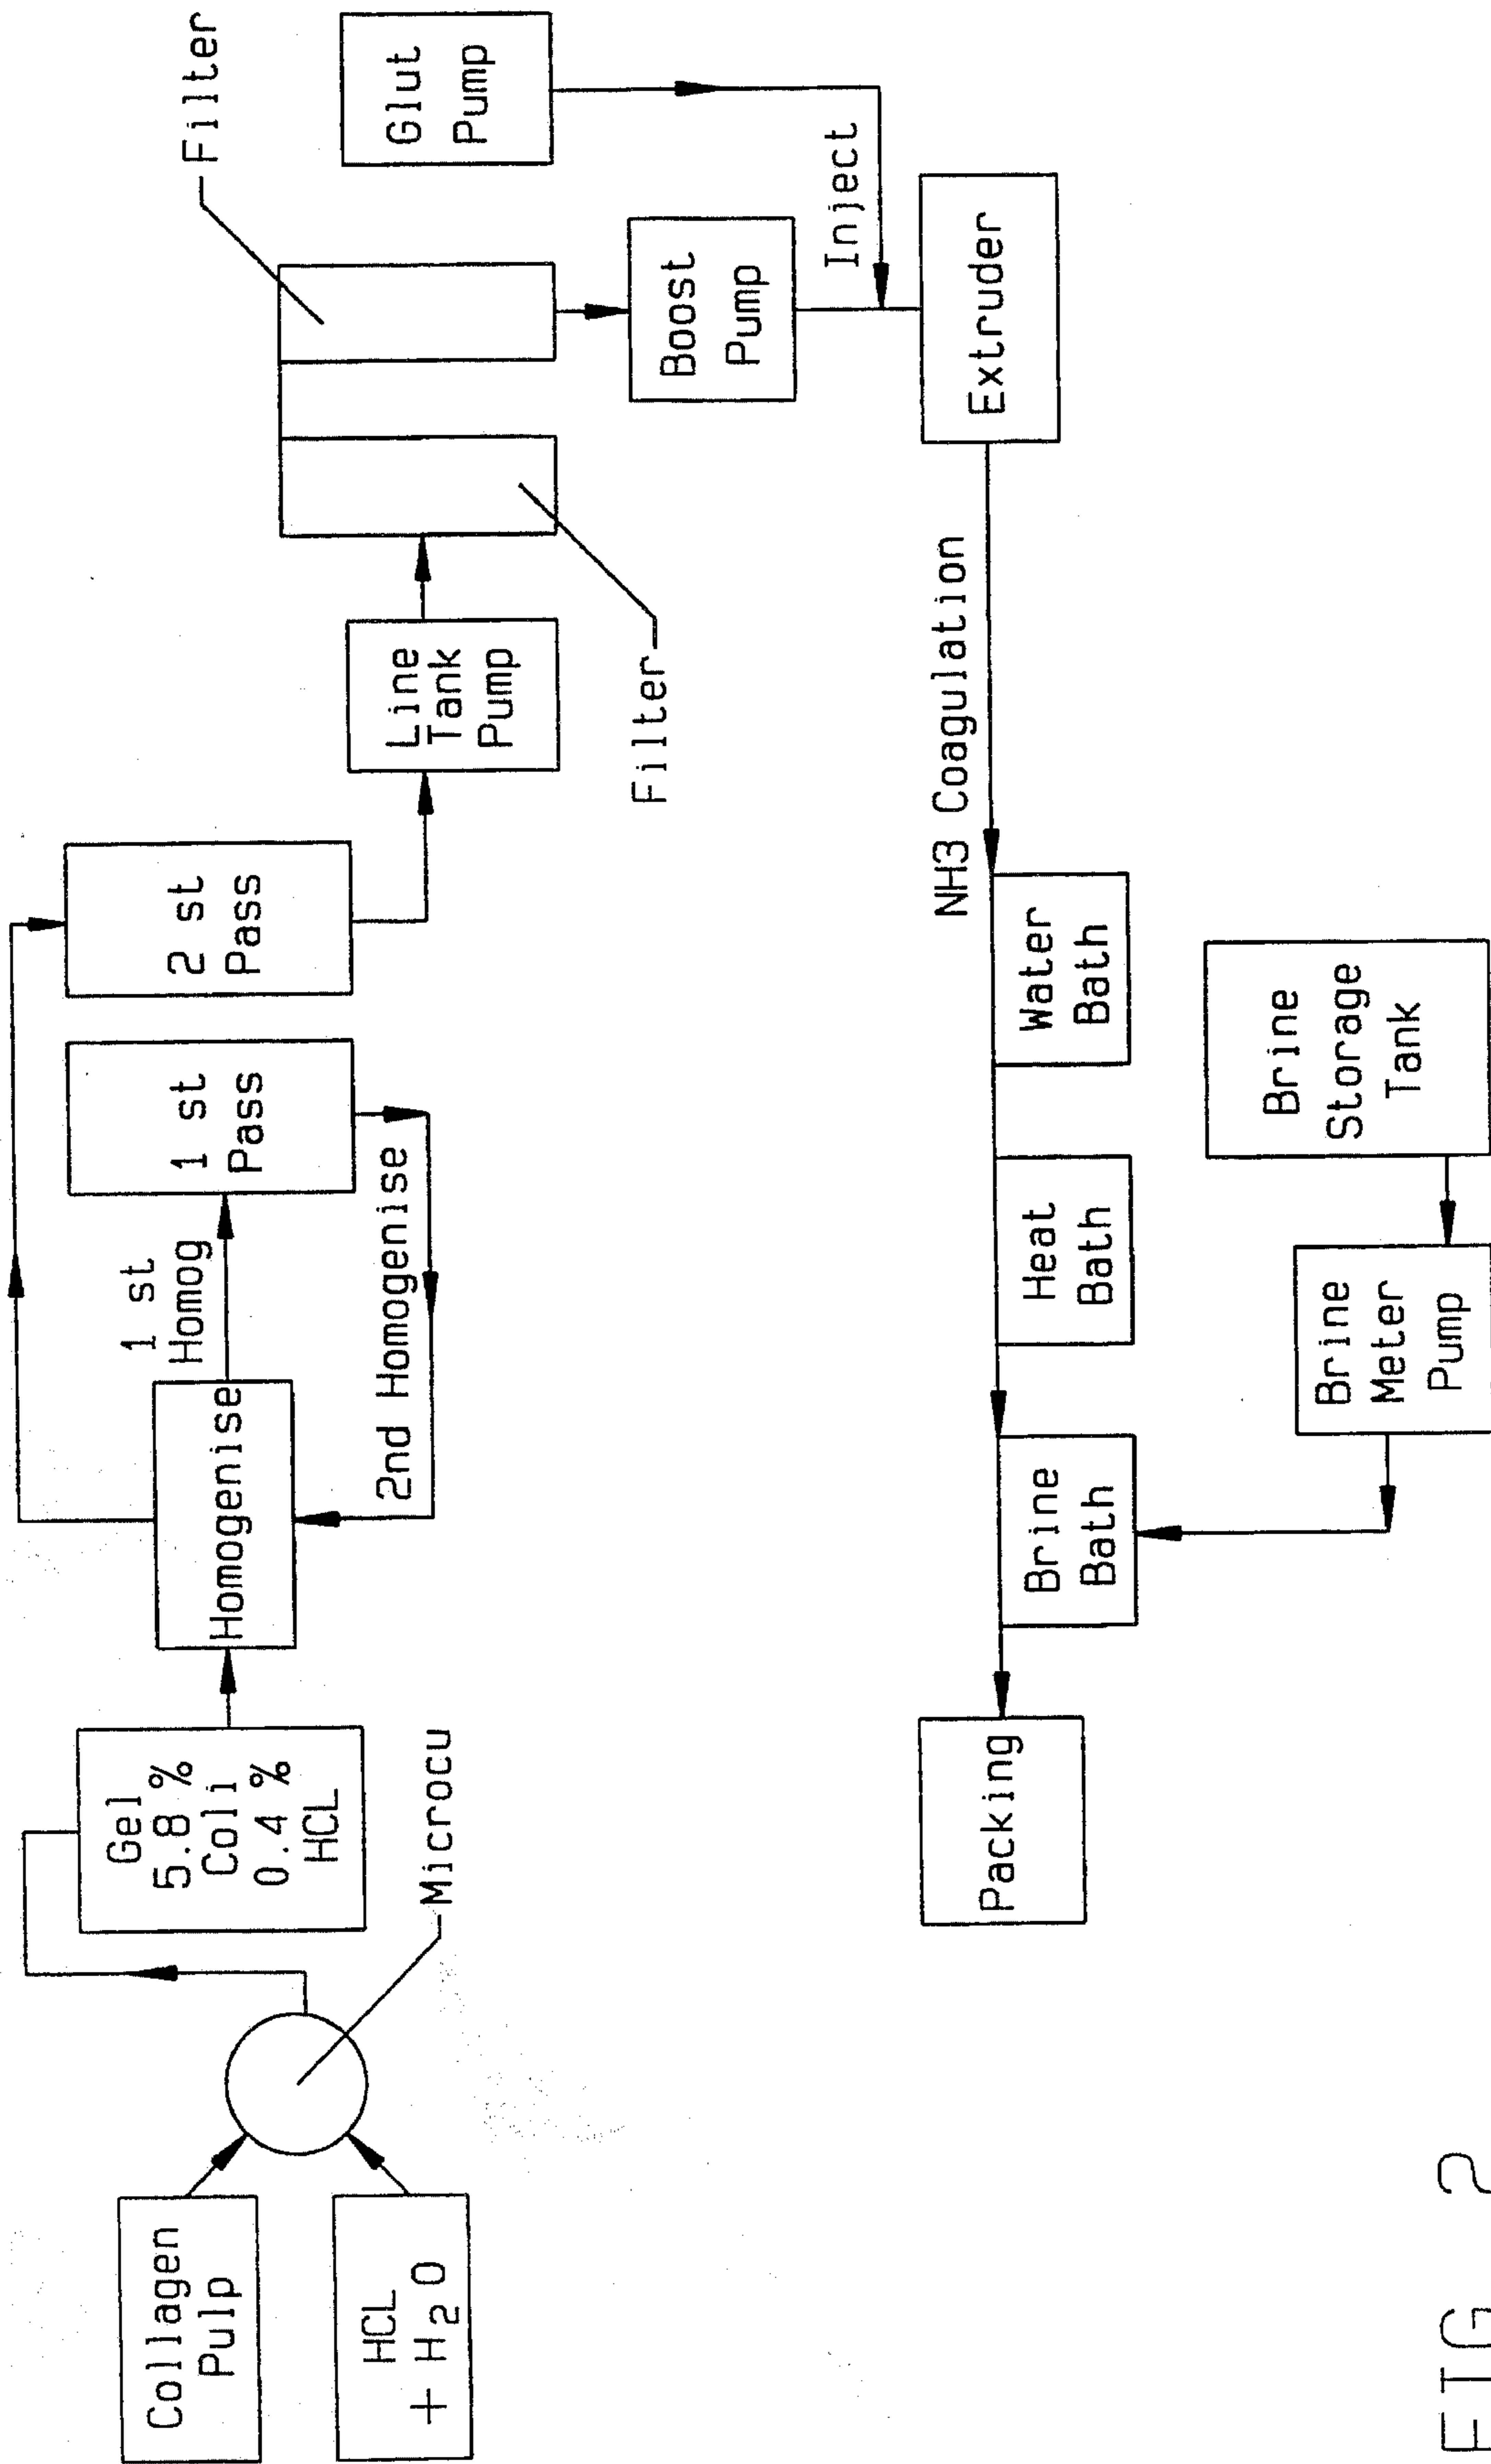 Collagen
Pulp
HCL
+ H2O
Microcu
Gel
5.8 %
Coli
0.4 %
HCL
Homogenise
1 st
Homog
2nd Homogenise
1 st
Pass
2 st
Pass
Line
Tank
Pump
Filter
Filter
Boost
Pump
Glut
Pump
Inject
Extruder
NH3 Coagulation
Water
Bath
Heat
Bath
Brine
Bath
Packing
Brine
Storage
Tank
Brine
Meter
Pump
FIG 2